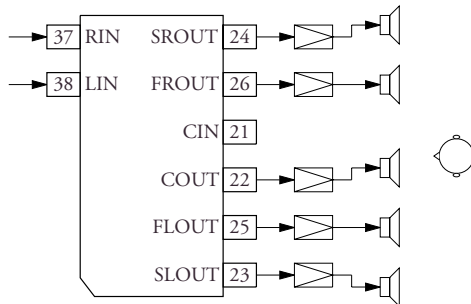 37 RIN SROUT 24
38 LIN FROUT 26
CIN 21
COUT 22
FLOUT 25
SLOUT 23